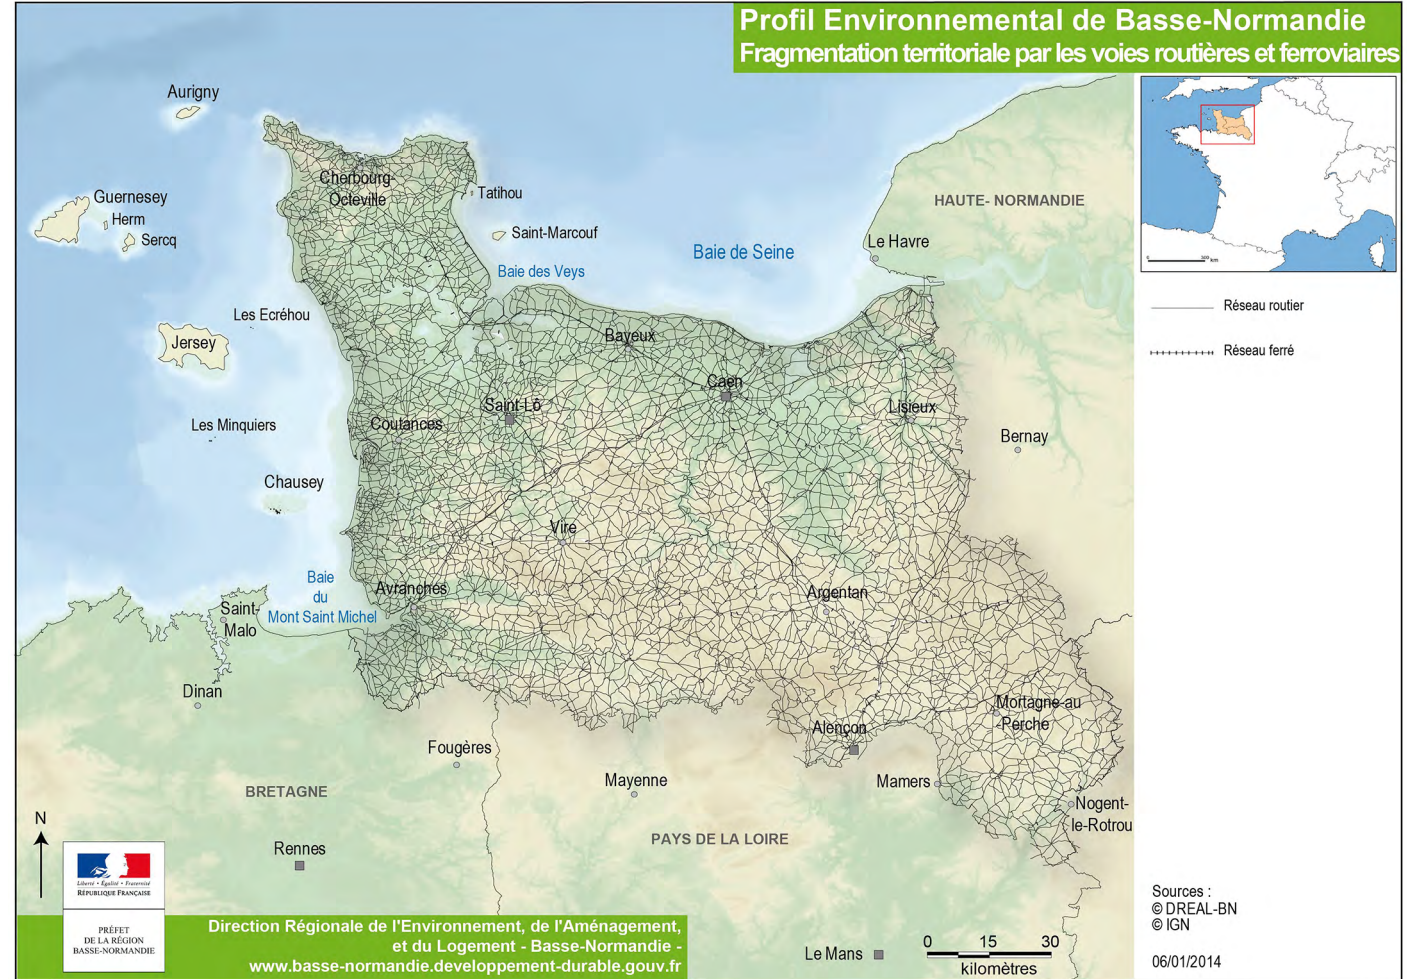 Profil Environnemental de Basse-Normandie
Fragmentation territoriale par les voies routières et ferroviaires
Aurigny
Guernesey
Herm
Sercq
Cherbourg-
Octeville
Tatihou
Saint-Marcouf
Baie des Veys
Baie de Seine
HAUTE- NORMANDIE
Le Havre
Les Ecréhou
Jersey
Bayeux
Caen
Saint-Lô
Lisieux
Coutances
Les Minquiers
Bernay
Chausey
Vire
Baie
du
Mont Saint Michel
Avranches
Argentan
Saint-
Malo
Dinan
Mortagne-au
-Perche
Alençon
Fougères
Mayenne
Mamers
Nogent-
le-Rotrou
BRETAGNE
PAYS DE LA LOIRE
Rennes
Le Mans
N
0 300 km
Réseau routier
Réseau ferré
Liberté • Égalité • Fraternité
RÉPUBLIQUE FRANÇAISE
PRÉFET
DE LA RÉGION
BASSE-NORMANDIE
Direction Régionale de l'Environnement, de l'Aménagement,
et du Logement - Basse-Normandie -
www.basse-normandie.developpement-durable.gouv.fr
0 15 30
kilomètres
Sources :
© DREAL-BN
© IGN
06/01/2014